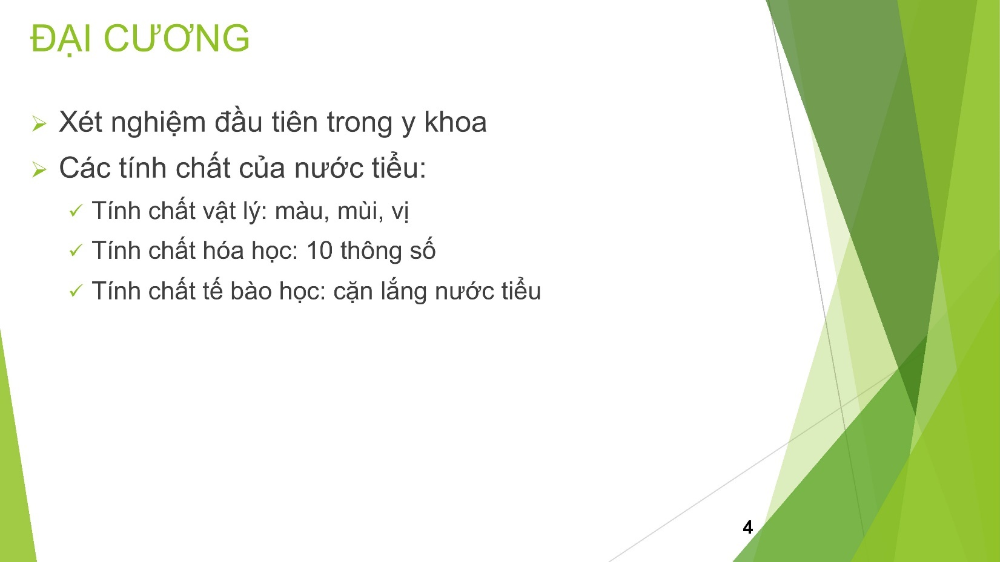 ĐẠI CƯƠNG
Xét nghiệm đầu tiên trong y khoa
Các tính chất của nước tiểu:
Tính chất vật lý: màu, mùi, vị
Tính chất hóa học: 10 thông số
Tính chất tế bào học: cặn lắng nước tiểu
4